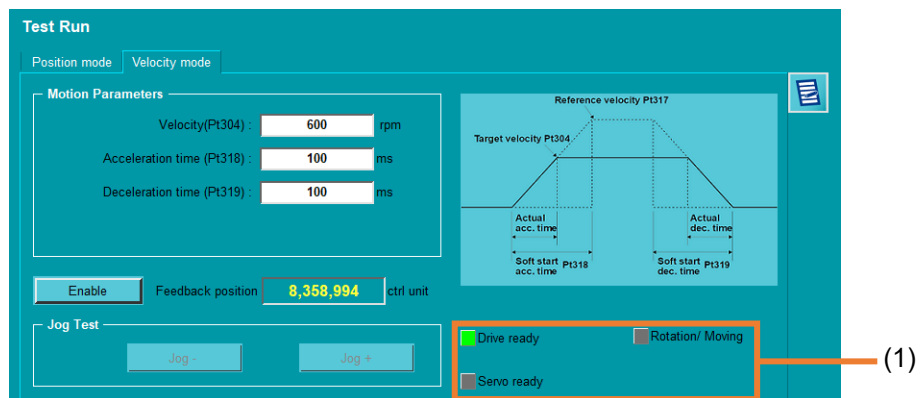 Test Run
Position mode Velocity mode
Motion Parameters
Velocity(Pt304) : 600 rpm
Acceleration time (Pt318) : 100 ms
Deceleration time (Pt319) : 100 ms
Reference velocity Pt317
Target velocity Pt304
Actual acc. time
Actual dec. time
Soft start acc. time Pt318
Soft start dec. time Pt319
Enable Feedback position 8,358,994 ctrl unit
Jog Test
Jog - Jog +
Drive ready Rotation/ Moving
Servo ready
(1)